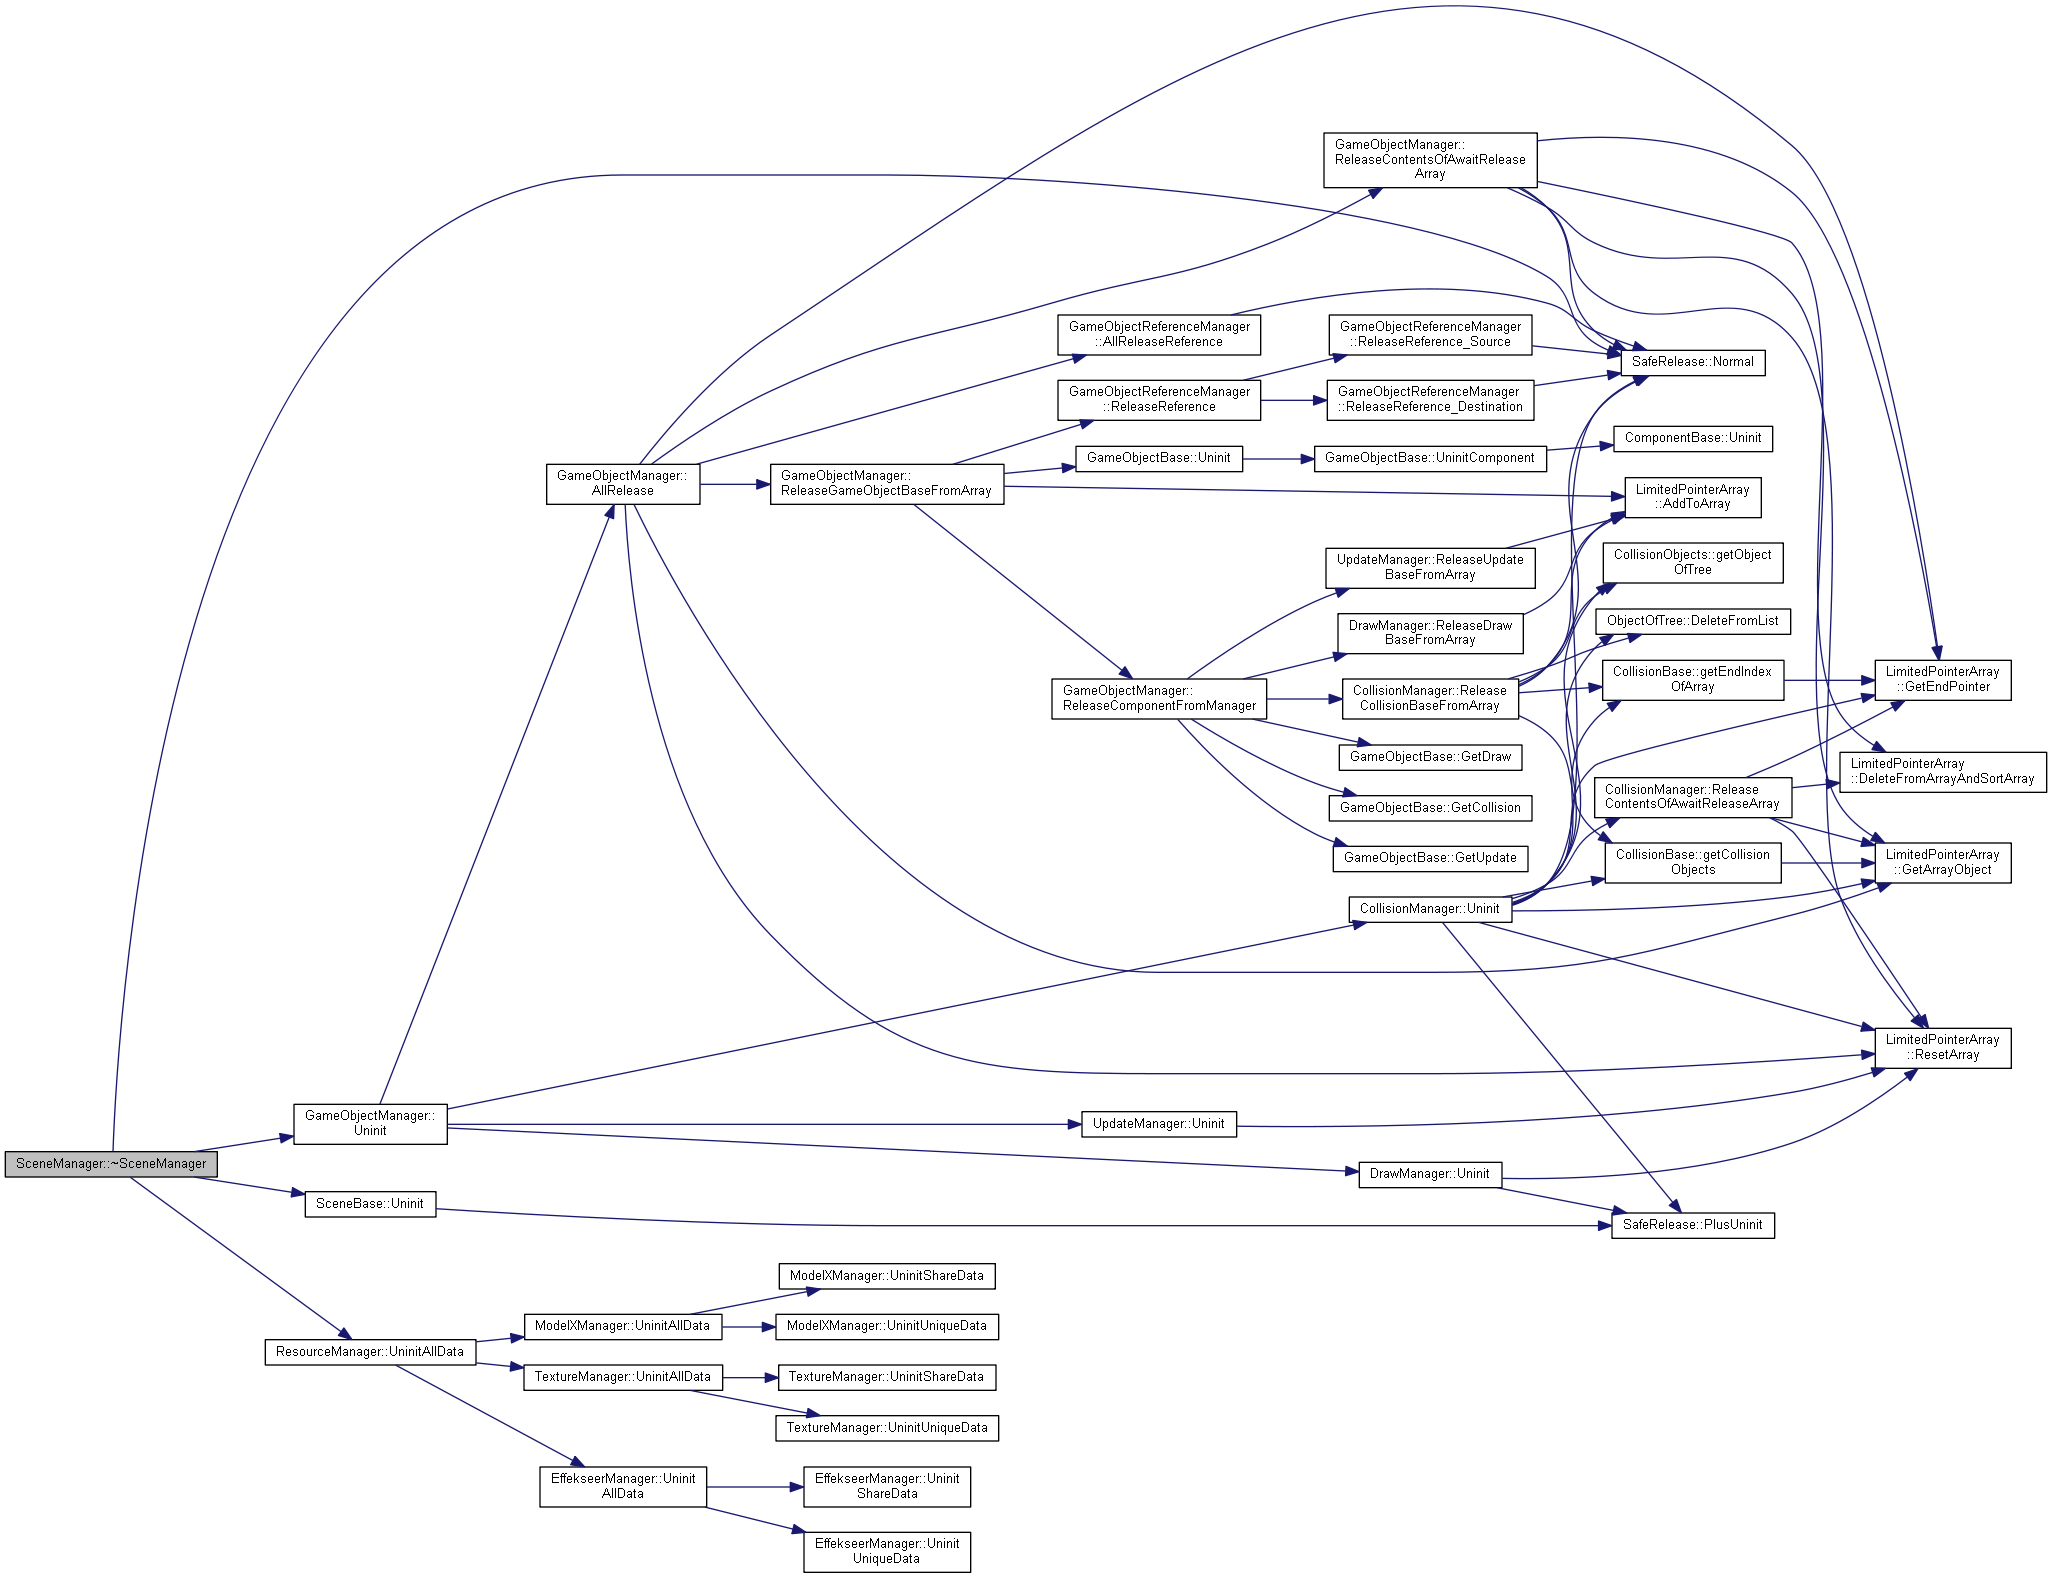 GameObjectManager::
ReleaseContentsOfAwaitRelease
Array
GameObjectReferenceManager
::AllReleaseReference
GameObjectReferenceManager
::ReleaseReference_Source
SafeRelease::Normal
GameObjectReferenceManager
::ReleaseReference
GameObjectReferenceManager
::ReleaseReference_Destination
ComponentBase::Uninit
GameObjectBase::Uninit
GameObjectBase::UninitComponent
GameObjectManager::
AllRelease
GameObjectManager::
ReleaseGameObjectBaseFromArray
LimitedPointerArray
::AddToArray
UpdateManager::ReleaseUpdate
BaseFromArray
CollisionObjects::getObject
OfTree
DrawManager::ReleaseDraw
BaseFromArray
ObjectOfTree::DeleteFromList
GameObjectManager::
ReleaseComponentFromManager
CollisionManager::Release
CollisionBaseFromArray
CollisionBase::getEndIndex
OfArray
LimitedPointerArray
::GetEndPointer
GameObjectBase::GetDraw
LimitedPointerArray
::DeleteFromArrayAndSortArray
GameObjectBase::GetCollision
CollisionManager::Release
ContentsOfAwaitReleaseArray
GameObjectBase::GetUpdate
CollisionBase::getCollision
Objects
LimitedPointerArray
::GetArrayObject
CollisionManager::Uninit
LimitedPointerArray
::ResetArray
GameObjectManager::
Uninit
UpdateManager::Uninit
SceneManager::~SceneManager
DrawManager::Uninit
SceneBase::Uninit
SafeRelease::PlusUninit
ModelXManager::UninitShareData
ModelXManager::UninitAllData
ModelXManager::UninitUniqueData
ResourceManager::UninitAllData
TextureManager::UninitAllData
TextureManager::UninitShareData
TextureManager::UninitUniqueData
EffekseerManager::Uninit
AllData
EffekseerManager::Uninit
ShareData
EffekseerManager::Uninit
UniqueData